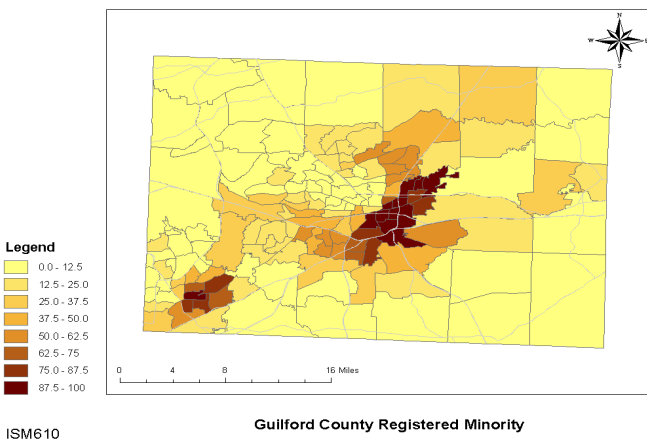 N
W
E
S
Legend
0.0 - 12.5
12.5 - 25.0
25.0 - 37.5
37.5 - 50.0
50.0 - 62.5
62.5 - 75
75.0 - 87.5
87.5 - 100
0 4 8 16 Miles
Guilford County Registered Minority
ISM610